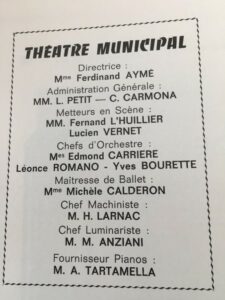 THÉATRE MUNICIPAL
Directrice :
Mme Ferdinand AYMÉ
Administration Générale :
MM. L. PETIT — C. CARMONA
Metteurs en Scène :
MM. Fernand L'HUILLIER
Lucien VERNET
Chefs d'Orchestre :
Mes Edmond CARRIERE
Léonce ROMANO - Yves BOURETTE
Maitresse de Ballet :
Mme Michèle CALDERON
Chef Machiniste :
M. H. LARNAC
Chef Luminariste :
M. M. ANZIANI
Fournisseur Pianos :
M. A. TARTAMELLA